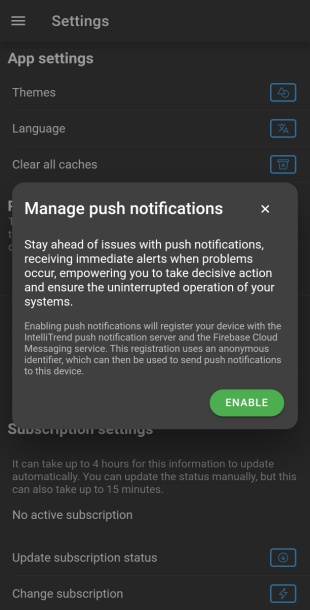 Settings
App settings
Themes
Language
Clear all caches
Manage push notifications
Stay ahead of issues with push notifications,
receiving immediate alerts when problems
occur, empowering you to take decisive action
and ensure the uninterrupted operation of your
systems.
Enabling push notifications will register your device with the
IntelliTrend push notification server and the Firebase Cloud
Messaging service. This registration uses an anonymous
identifier, which can then be used to send push notifications
to this device.
ENABLE
Subscription settings
It can take up to 4 hours for this information to update
automatically. You can update the status manually, but this
can also take up to 15 minutes.
No active subscription
Update subscription status
Change subscription